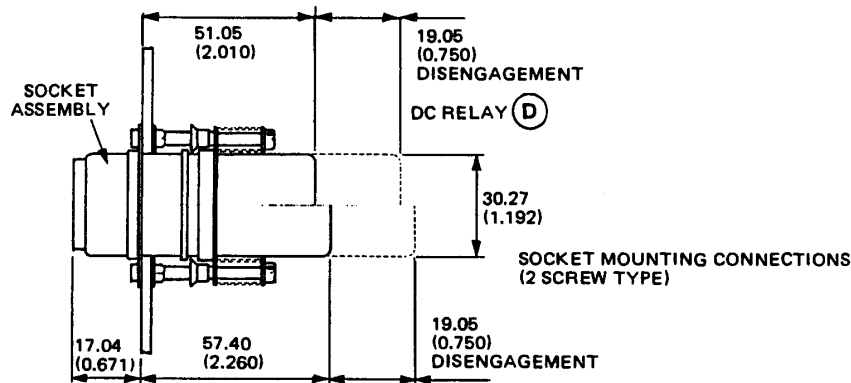 51.05
(2.010)
19.05
(0.750)
DISENGAGEMENT
SOCKET
ASSEMBLY
DC RELAY D
30.27
(1.192)
SOCKET MOUNTING CONNECTIONS
(2 SCREW TYPE)
17.04
(0.671)
57.40
(2.260)
19.05
(0.750)
DISENGAGEMENT